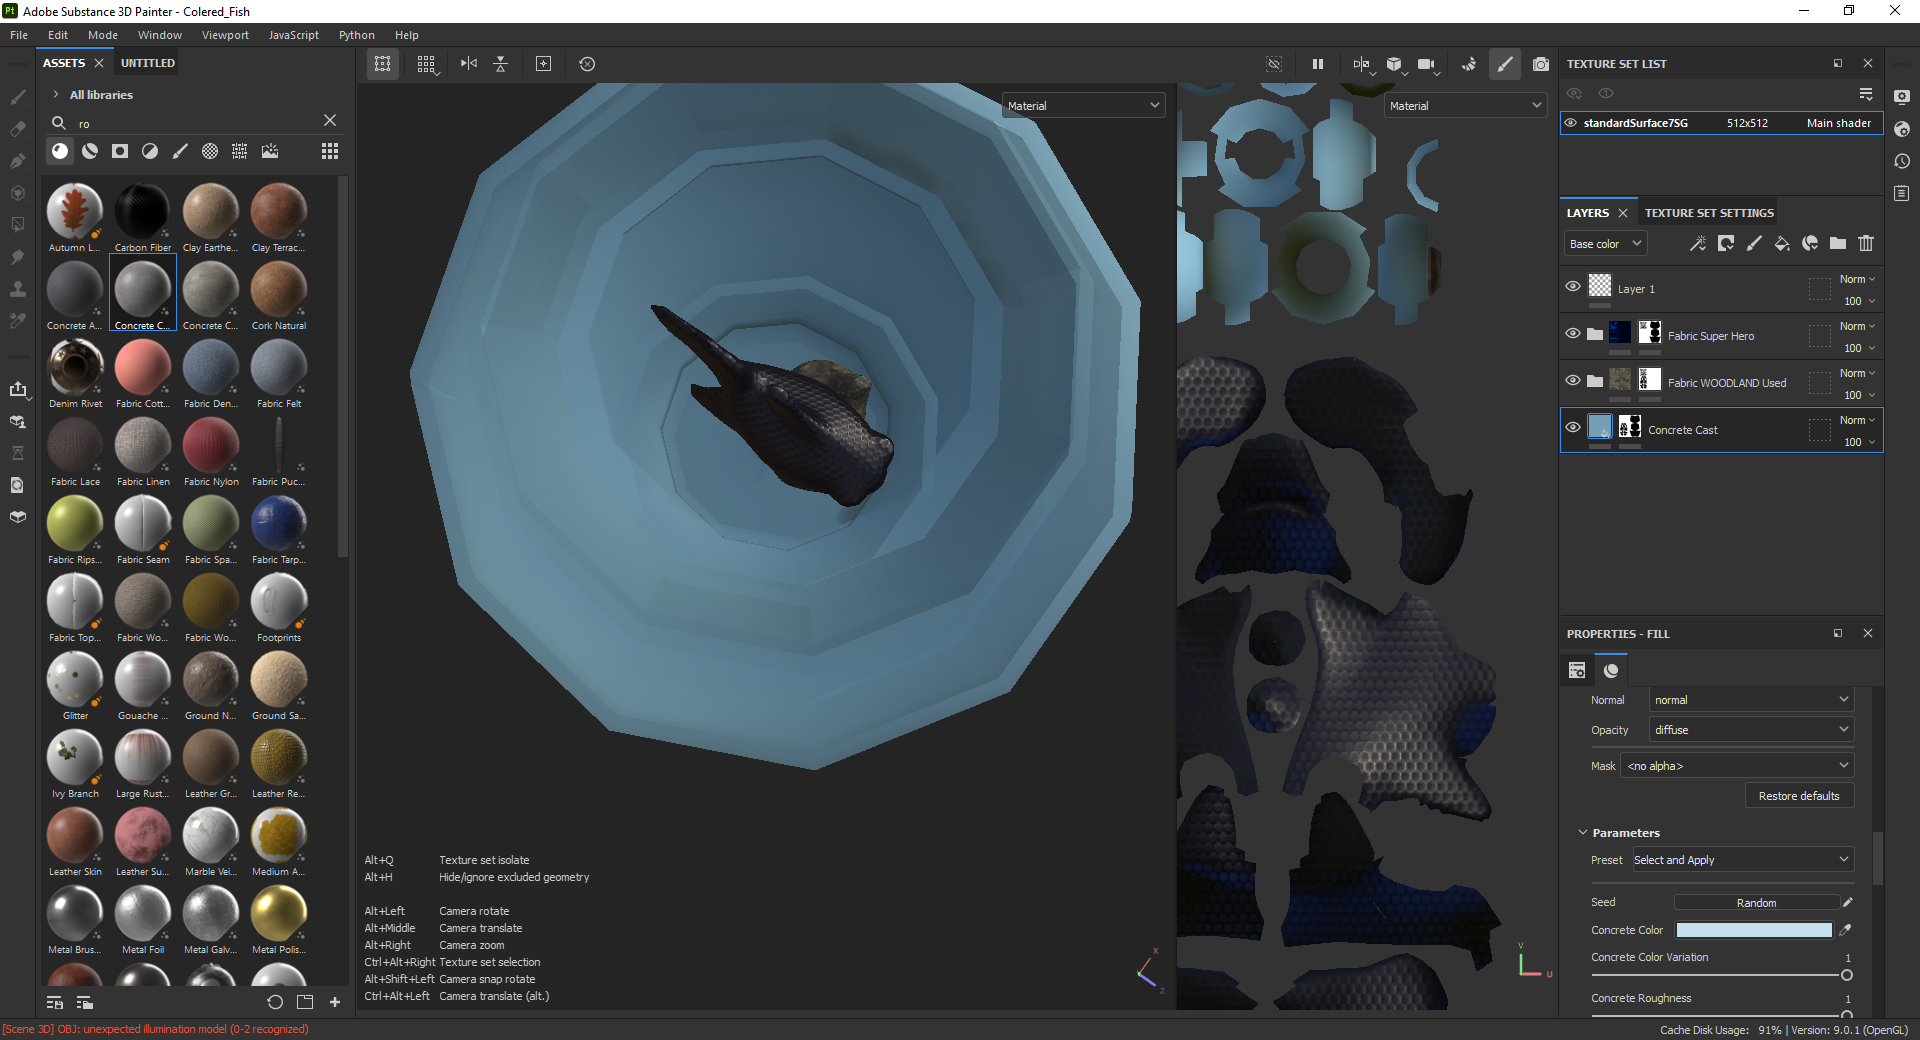 Pt Adobe Substance 3D Painter - Colered_Fish
File Edit Mode Window Viewport JavaScript Python Help
ASSETS UNTITLED
All libraries
ro
Autumn L... Carbon Fiber Clay Earthe... Clay Terrac...
Concrete A... Concrete C... Concrete C... Cork Natural
Denim Rivet Fabric Cott... Fabric Den... Fabric Felt
Fabric Lace Fabric Linen Fabric Nylon Fabric Puc...
Fabric Rips... Fabric Seam Fabric Spa... Fabric Tarp...
Fabric Top... Fabric Wo... Fabric Wo... Footprints
Glitter Gouache ... Ground N... Ground Sa...
Ivy Branch Large Rust... Leather Gr... Leather Re...
Leather Skin Leather Su... Marble Vei... Medium A...
Metal Brus... Metal Foil Metal Galv... Metal Polis...
Material
Material
Alt+Q Texture set isolate
Alt+H Hide/ignore excluded geometry
Alt+Left Camera rotate
Alt+Middle Camera translate
Alt+Right Camera zoom
Ctrl+Alt+Right Texture set selection
Alt+Shift+Left Camera snap rotate
Ctrl+Alt+Left Camera translate (alt.)
X
Z
V
U
TEXTURE SET LIST
standardSurface7SG 512x512 Main shader
LAYERS TEXTURE SET SETTINGS
Base color
Layer 1 Norm
100
Fabric Super Hero Norm
100
Fabric WOODLAND Used Norm
100
Concrete Cast Norm
100
PROPERTIES - FILL
Normal normal
Opacity diffuse
Mask <no alpha>
Restore defaults
Parameters
Preset Select and Apply
Seed Random
Concrete Color
Concrete Color Variation 1
Concrete Roughness 1
[Scene 3D] OBJ: unexpected illumination model (0-2 recognized)
Cache Disk Usage: 91% | Version: 9.0.1 (OpenGL)